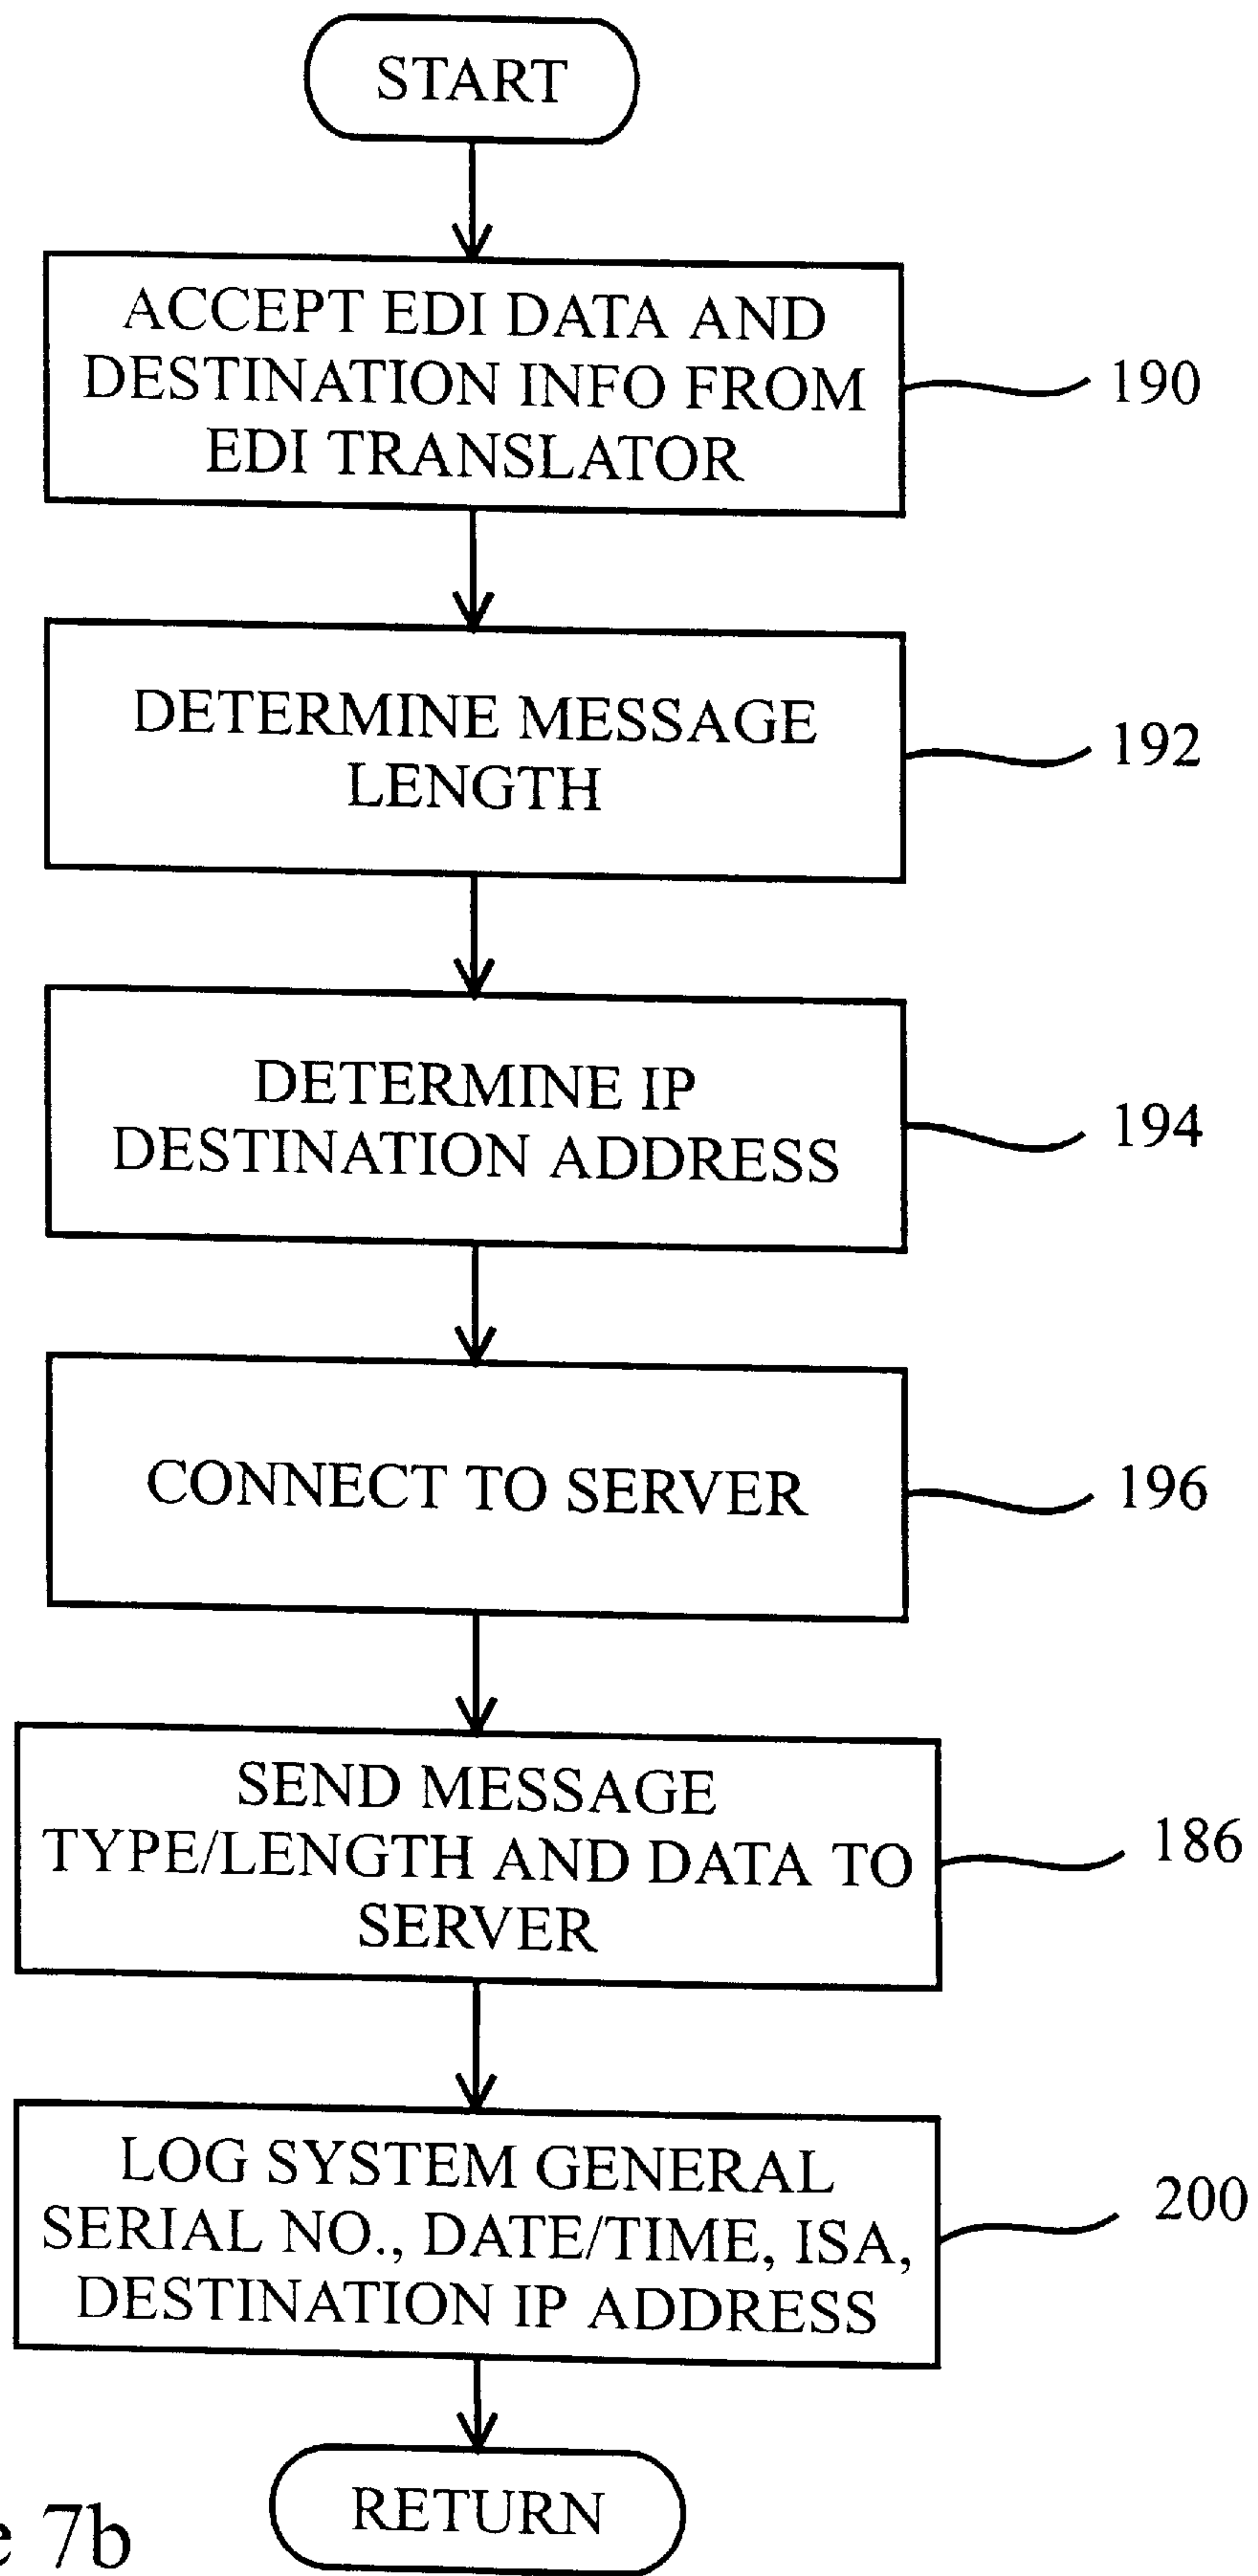 START
ACCEPT EDI DATA AND
DESTINATION INFO FROM
EDI TRANSLATOR
190
DETERMINE MESSAGE
LENGTH
192
DETERMINE IP
DESTINATION ADDRESS
194
CONNECT TO SERVER
196
SEND MESSAGE
TYPE/LENGTH AND DATA TO
SERVER
186
LOG SYSTEM GENERAL
SERIAL NO., DATE/TIME, ISA,
DESTINATION IP ADDRESS
200
RETURN
e 7b